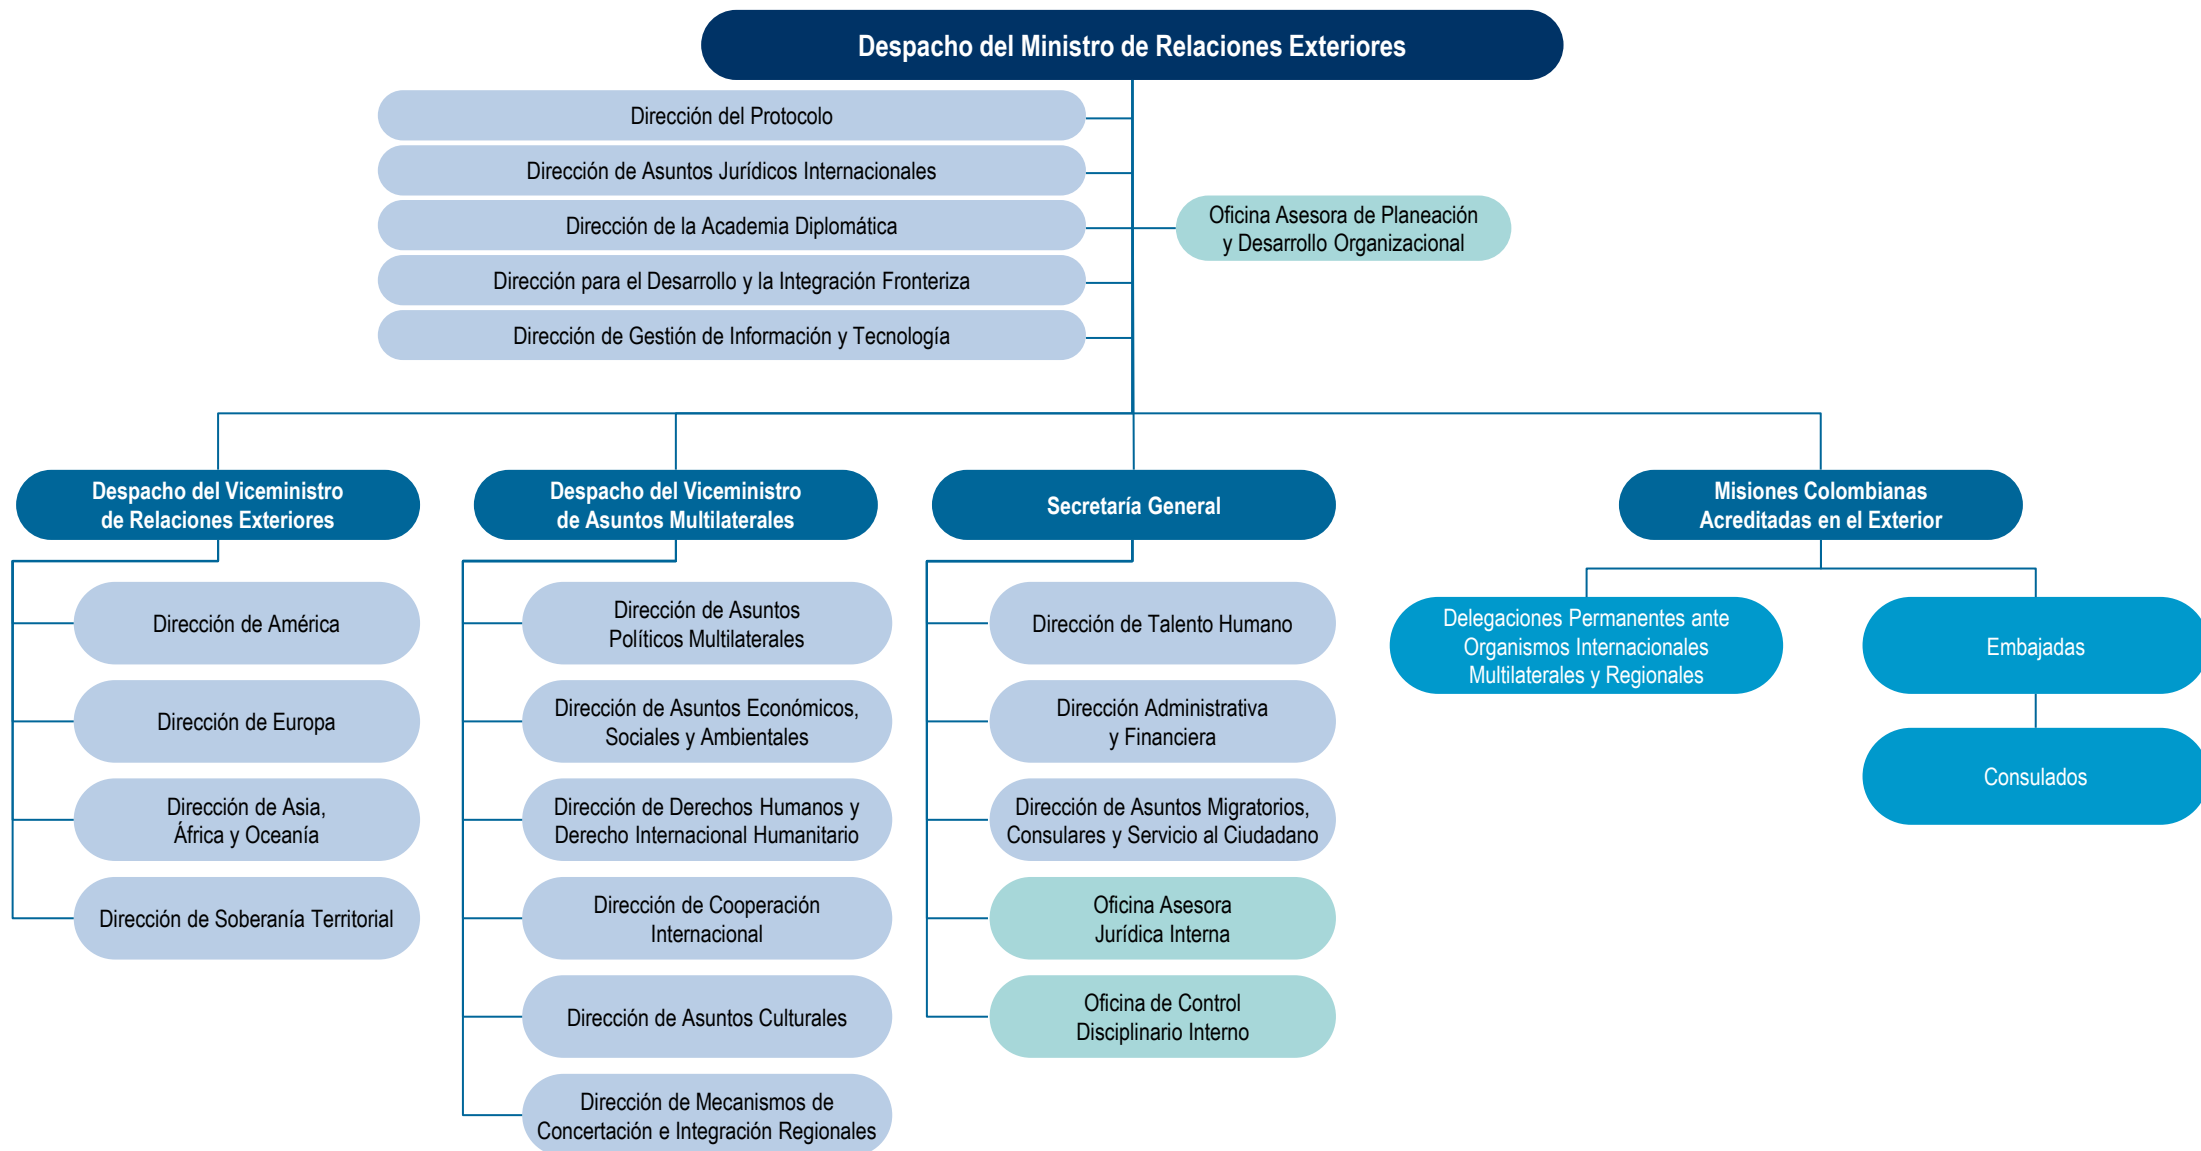 Despacho del Ministro de Relaciones Exteriores
Dirección del Protocolo
Dirección de Asuntos Jurídicos Internacionales
Dirección de la Academia Diplomática
Oficina Asesora de Planeación
y Desarrollo Organizacional
Dirección para el Desarrollo y la Integración Fronteriza
Dirección de Gestión de Información y Tecnología
Despacho del Viceministro
de Relaciones Exteriores
Dirección de América
Dirección de Europa
Dirección de Asia,
África y Oceanía
Dirección de Soberanía Territorial
Despacho del Viceministro
de Asuntos Multilaterales
Dirección de Asuntos
Políticos Multilaterales
Dirección de Asuntos Económicos,
Sociales y Ambientales
Dirección de Derechos Humanos y
Derecho Internacional Humanitario
Dirección de Cooperación
Internacional
Dirección de Asuntos Culturales
Dirección de Mecanismos de
Concertación e Integración Regionales
Secretaría General
Dirección de Talento Humano
Dirección Administrativa
y Financiera
Dirección de Asuntos Migratorios,
Consulares y Servicio al Ciudadano
Oficina Asesora
Jurídica Interna
Oficina de Control
Disciplinario Interno
Misiones Colombianas
Acreditadas en el Exterior
Delegaciones Permanentes ante
Organismos Internacionales
Multilaterales y Regionales
Embajadas
Consulados